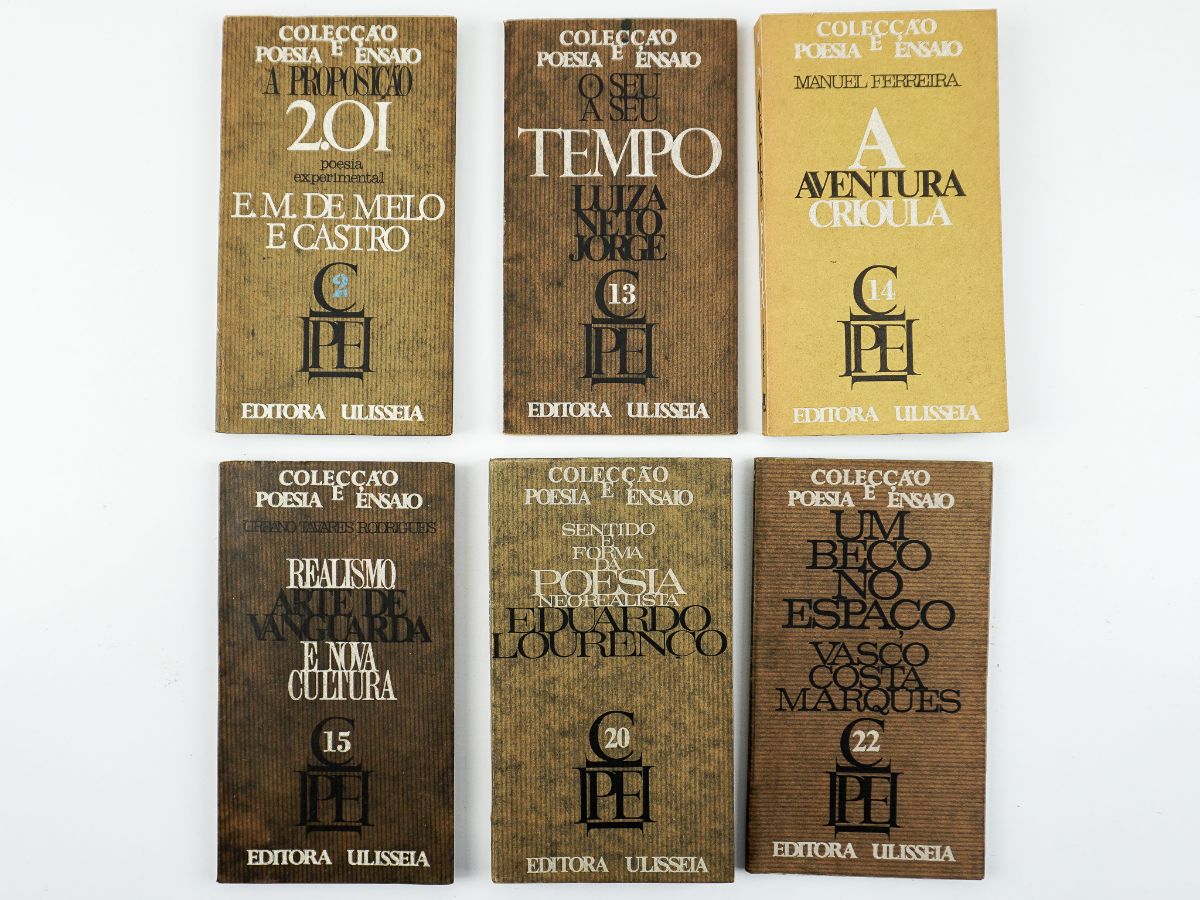 COLECÇÃO
POESIA E ENSAIO
A PROPOSIÇÃO
2.01
poesia
experimental
E. M. DE MELO
E CASTRO
C
2
PE
EDITORA ULISSEIA
COLECÇÃO
POESIA E ENSAIO
O SEU
A SEU
TEMPO
LUIZA
NETO
JORGE
C
13
PE
EDITORA ULISSEIA
COLECÇÃO
POESIA E ENSAIO
MANUEL FERREIRA
A
AVENTURA
CRIOULA
C
14
PE
EDITORA ULISSEIA
COLECÇÃO
POESIA E ENSAIO
URBANO TAVARES RODRIGUES
REALISMO
ARTE DE
VANGUARDA
E NOVA
CULTURA
C
15
PE
EDITORA ULISSEIA
COLECÇÃO
POESIA E ENSAIO
SENTIDO
E
FORMA
DA
POESIA
NEO-REALISTA
EDUARDO
LOURENÇO
C
20
PE
EDITORA ULISSEIA
COLECÇÃO
POESIA E ENSAIO
UM
BECO
NO
ESPAÇO
VASCO
COSTA
MARQUES
C
22
PE
EDITORA ULISSEIA